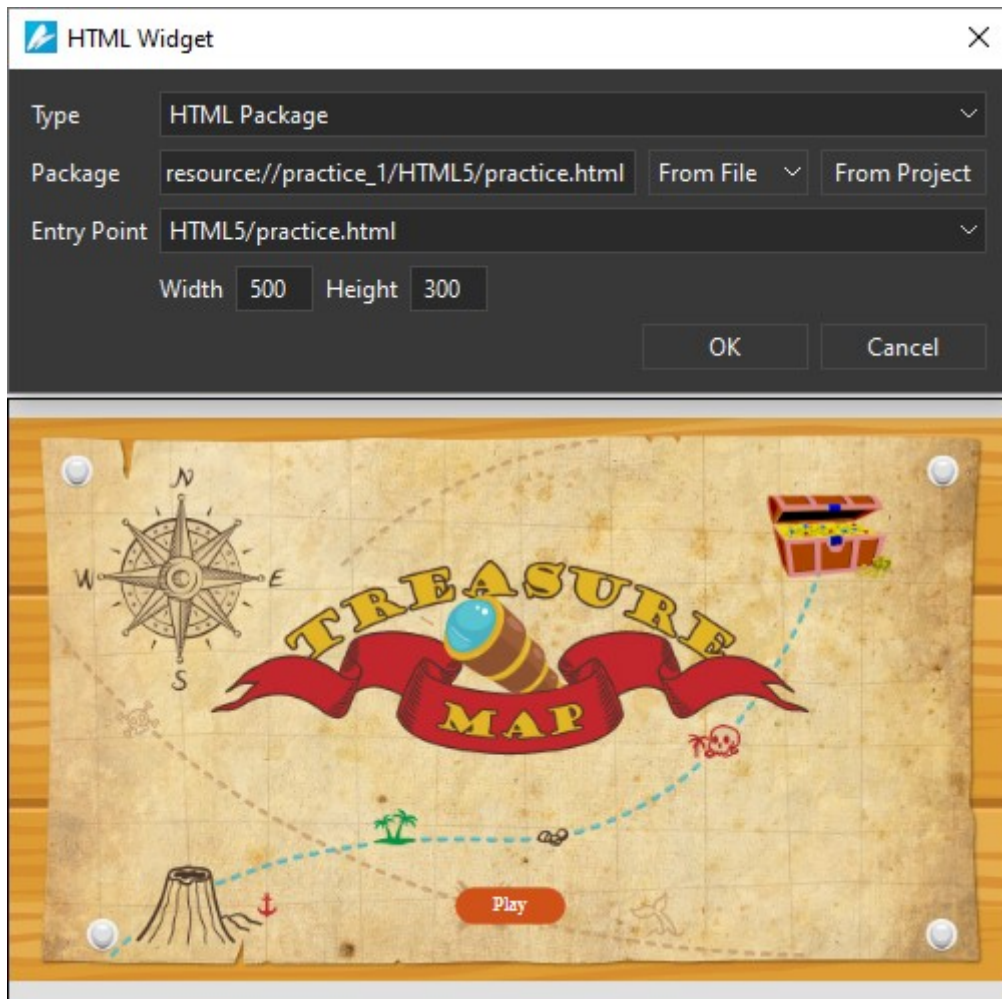 HTML Widget
Type HTML Package
Package resource://practice_1/HTML5/practice.html From File From Project
Entry Point HTML5/practice.html
Width 500 Height 300
OK Cancel
N
W E
S
TREASURE
MAP
Play